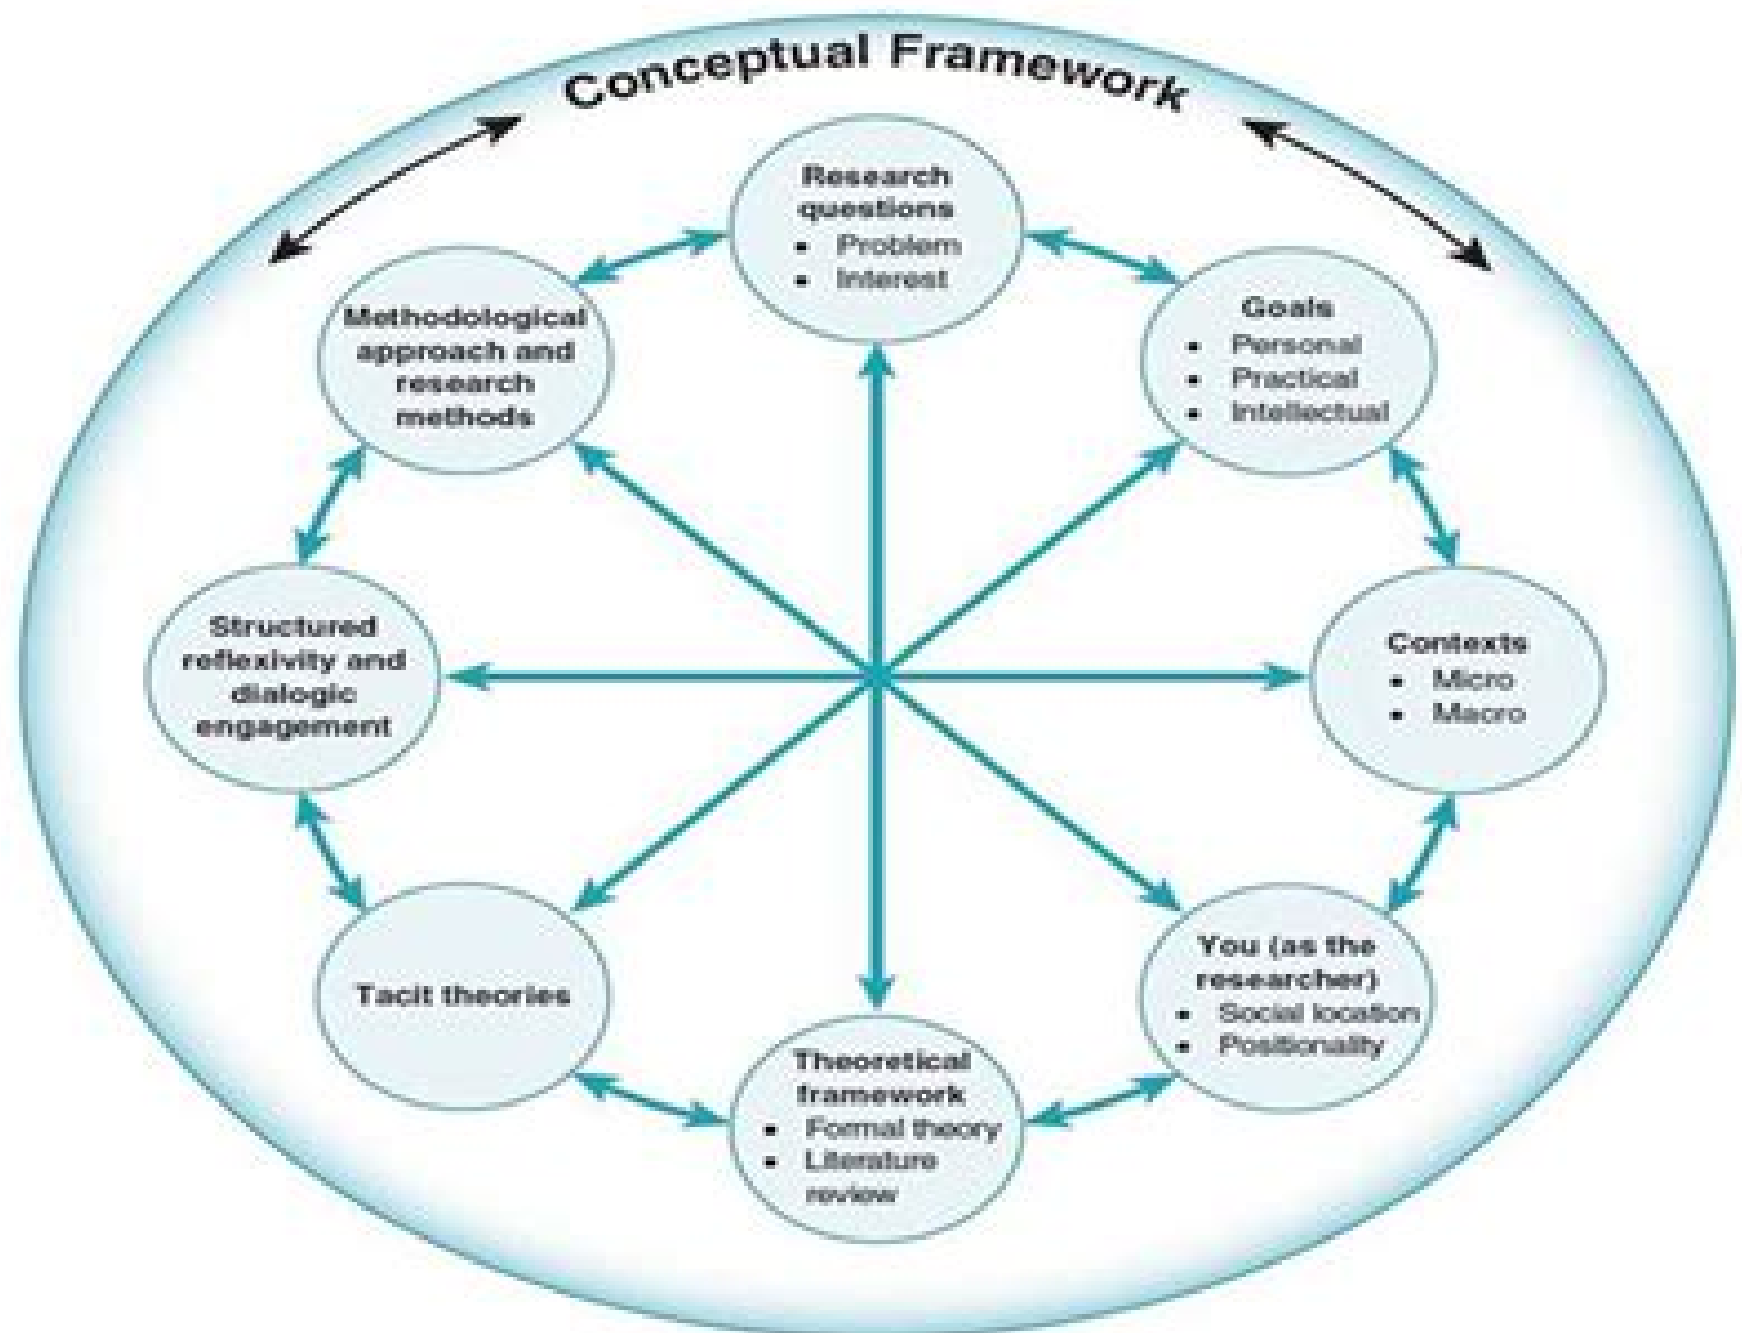 Conceptual Framework
Research
questions
• Problem
• Interest
Goals
• Personal
• Practical
• Intellectual
Contexts
• Micro
• Macro
You (as the
researcher)
• Social location
• Positionality
Theoretical
framework
• Formal theory
• Literature
review
Tacit theories
Structured
reflexivity and
dialogic
engagement
Methodological
approach and
research
methods